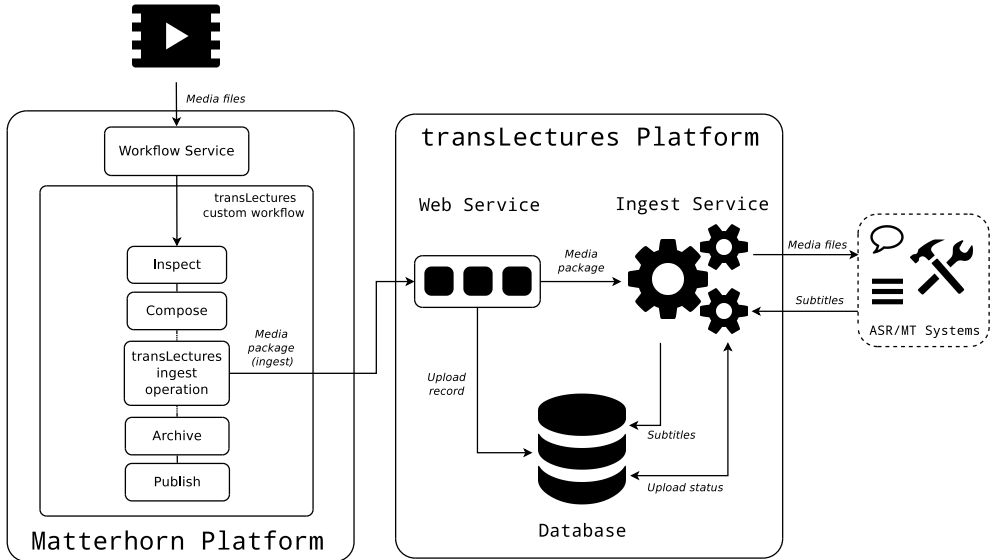 Media files
Workflow Service
transLectures
custom workflow
Inspect
Compose
transLectures
ingest
operation
Archive
Publish
Matterhorn Platform
Media
package
(ingest)
transLectures Platform
Web Service
Ingest Service
Media
package
Upload
record
Subtitles
Upload status
Database
Media files
Subtitles
ASR/MT Systems